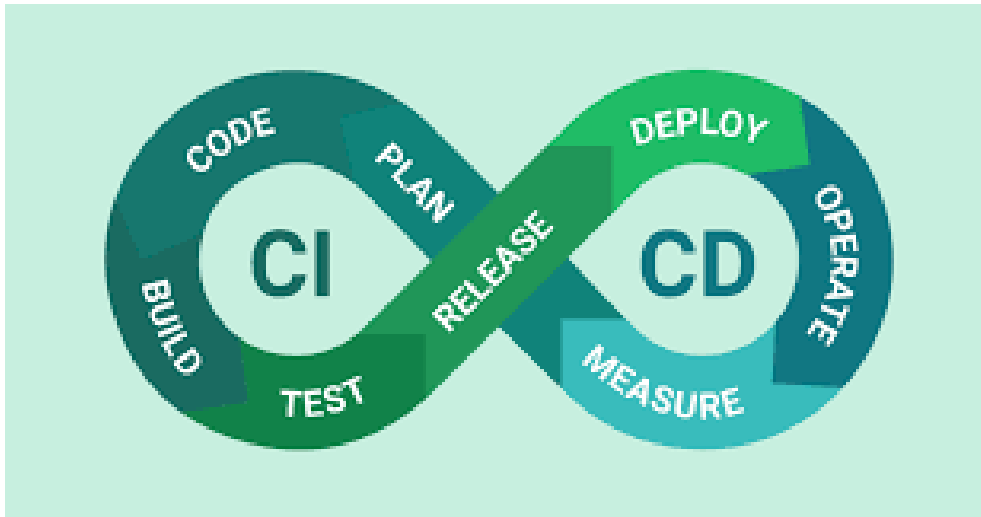 CODE
PLAN
DEPLOY
OPERATE
CI
CD
BUILD
RELEASE
TEST
MEASURE